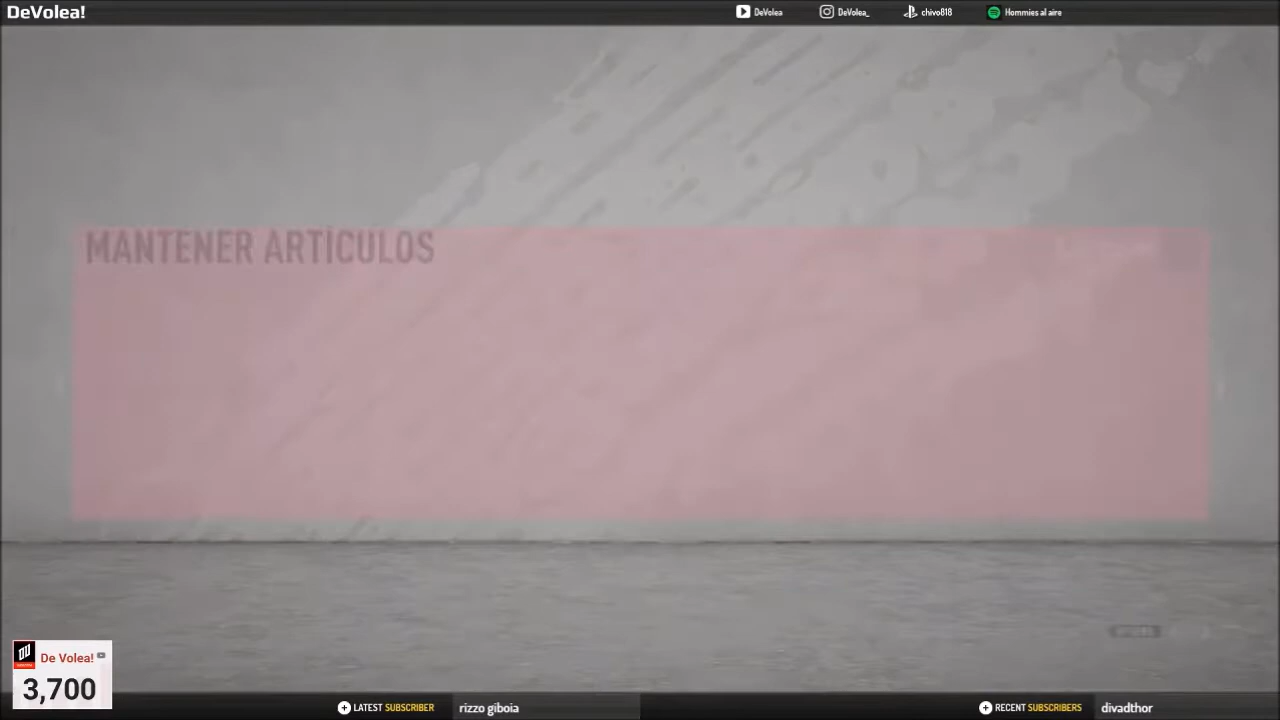 DeVolea!
DeVolea
DeVolea_
chivo818
Hommies al aire
MANTENER ARTÍCULOS
De Volea!
3,700
LATEST SUBSCRIBER
rizzo giboia
RECENT SUBSCRIBERS
divadthor